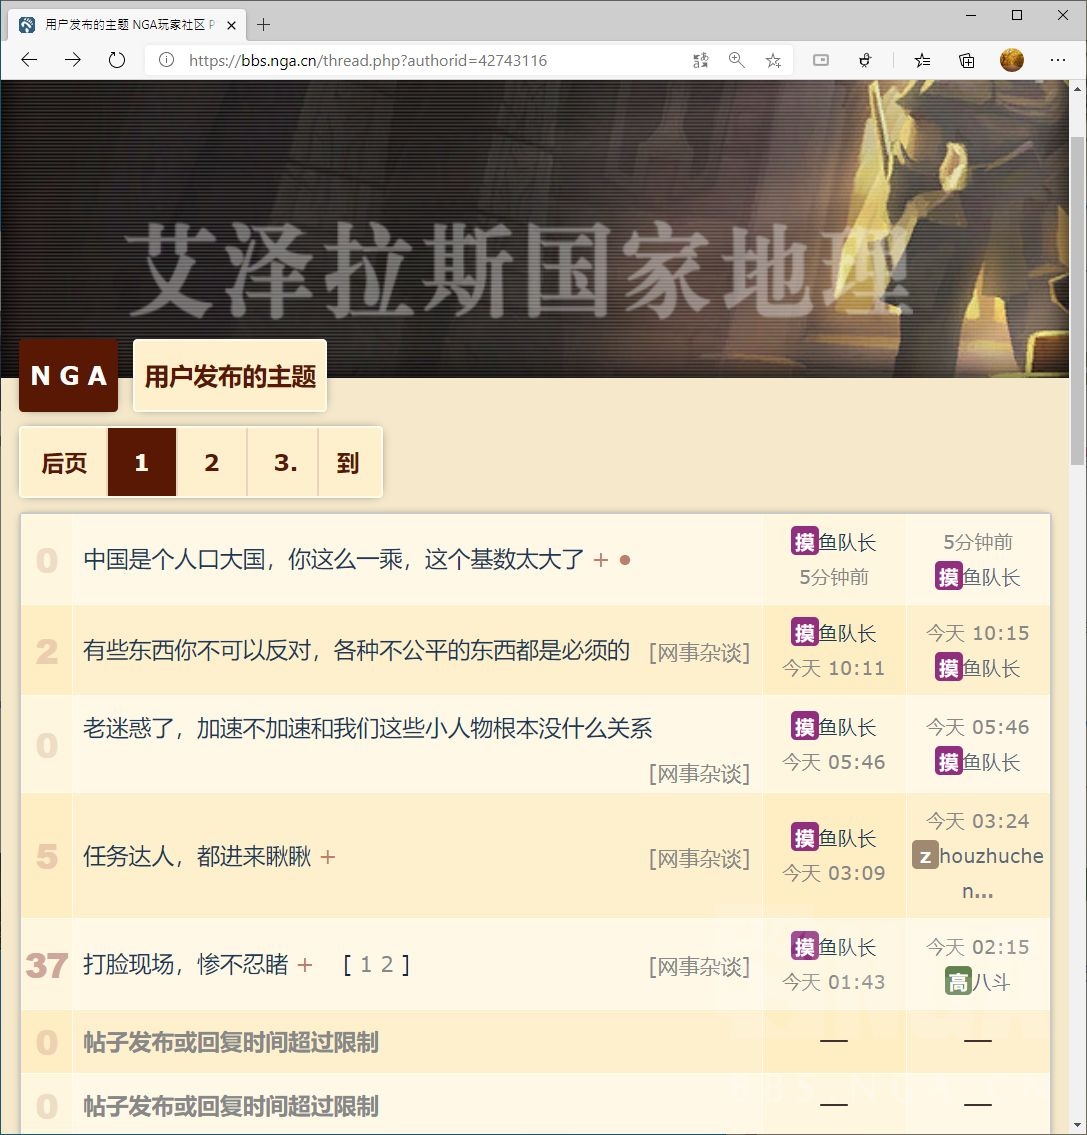 用户发布的主题 NGA玩家社区 P
https://bbs.nga.cn/thread.php?authorid=42743116
艾泽拉斯国家地理
NGA
用户发布的主题
后页 1 2 3. 到
0 中国是个人口大国，你这么一乘，这个基数太大了 + ● 摸鱼队长 5分钟前
5分钟前 摸鱼队长
2 有些东西你不可以反对，各种不公平的东西都是必须的 [网事杂谈] 摸鱼队长 今天 10:15
今天 10:11 摸鱼队长
0 老迷惑了，加速不加速和我们这些小人物根本没什么关系 摸鱼队长 今天 05:46
[网事杂谈] 今天 05:46 摸鱼队长
5 任务达人，都进来瞅瞅 + [网事杂谈] 摸鱼队长 今天 03:24
今天 03:09 zhouzhuche
n...
37 打脸现场，惨不忍睹 + [ 1 2 ] [网事杂谈] 摸鱼队长 今天 02:15
今天 01:43 高八斗
0 帖子发布或回复时间超过限制 — —
0 帖子发布或回复时间超过限制 — —